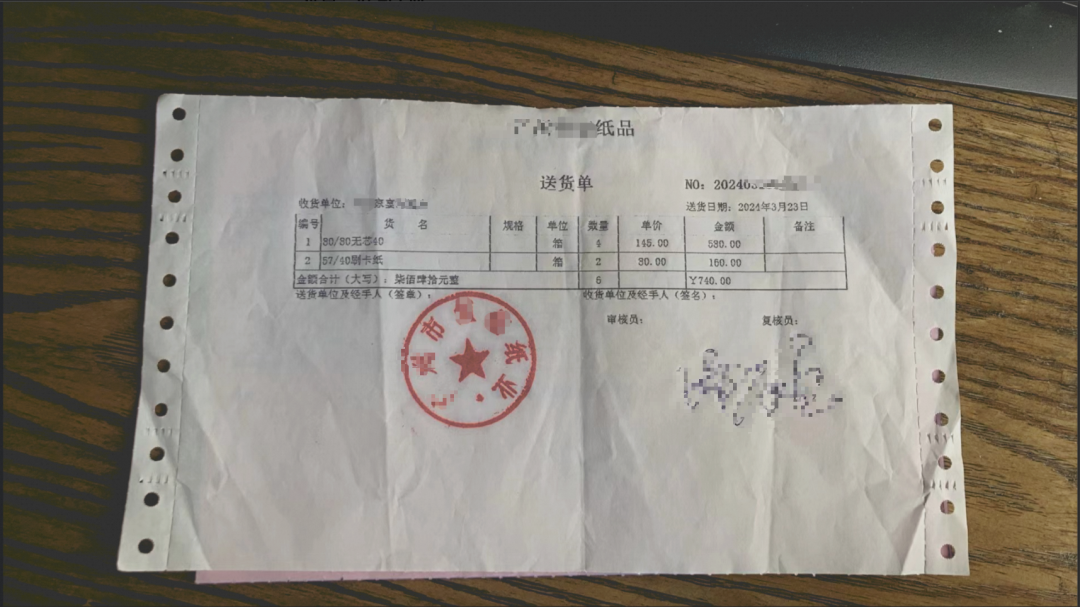 纸品
送货单
NO：202403
收货单位：
送货日期：2024年3月23日
编号 货 名 规格 单位 数量 单价 金额 备注
1 80/80无芯40 箱 4 145.00 580.00
2 57/40刷卡纸 箱 2 80.00 160.00
金额合计（大写）：柒佰肆拾元整 6 ¥740.00
送货单位及经手人（签章）： 收货单位及经手人（签名）：
审核员： 复核员：
市 纸业